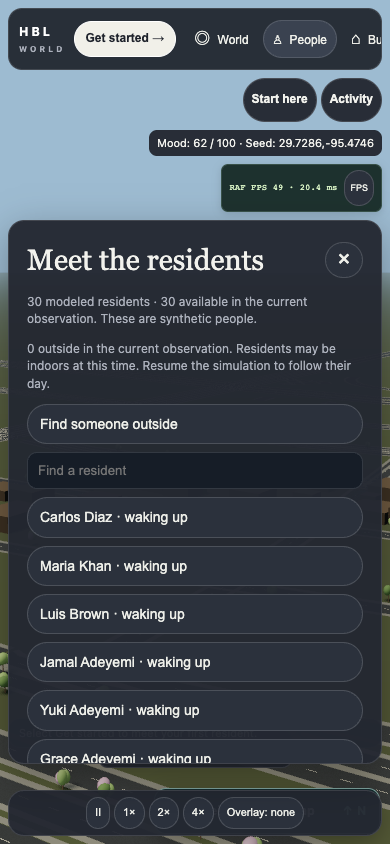 HBL
WORLD
Get started →
World
People
Bu
Start here
Activity
Mood: 62 / 100 · Seed: 29.7286,-95.4746
RAF FPS 49 · 20.4 ms
FPS
Meet the residents
×
30 modeled residents · 30 available in the current
observation. These are synthetic people.
0 outside in the current observation. Residents may be
indoors at this time. Resume the simulation to follow their
day.
Find someone outside
Find a resident
Carlos Diaz · waking up
Maria Khan · waking up
Luis Brown · waking up
Jamal Adeyemi · waking up
Yuki Adeyemi · waking up
Grace Adeyemi · waking up
1×
2×
4×
Overlay: none